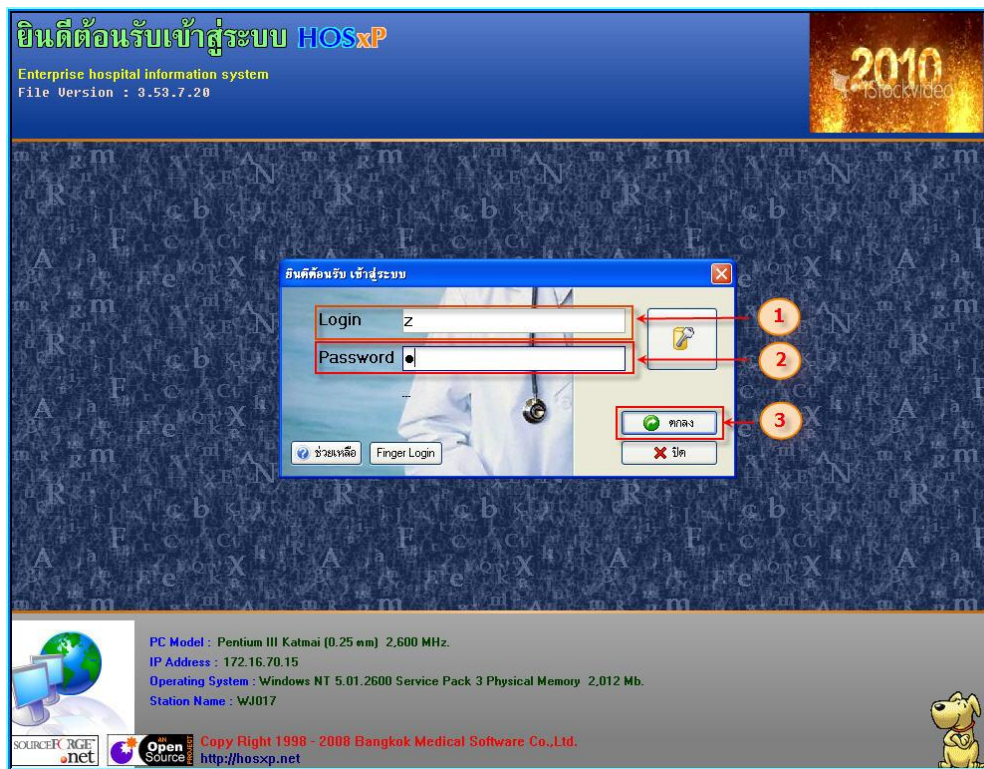 ยินดีต้อนรับเข้าสู่ระบบ HOSxP
Enterprise hospital information system
File Version : 3.53.7.20
2010
iStockvideo
ยินดีต้อนรับ เข้าสู่ระบบ
Login z
1
Password ●
2
---
ตกลง
3
ช่วยเหลือ
Finger Login
ปิด
PC Model : Pentium III Katmai (0.25 คm) 2,600 MHz.
IP Address : 172.16.70.15
Operating System : Windows NT 5.01.2600 Service Pack 3 Physical Memory 2,012 Mb.
Station Name : WJ017
SOURCEFORGE
.net
AN
Open
Source
PROJECT
Copy Right 1998 - 2008 Bangkok Medical Software Co.,Ltd.
http://hosxp.net